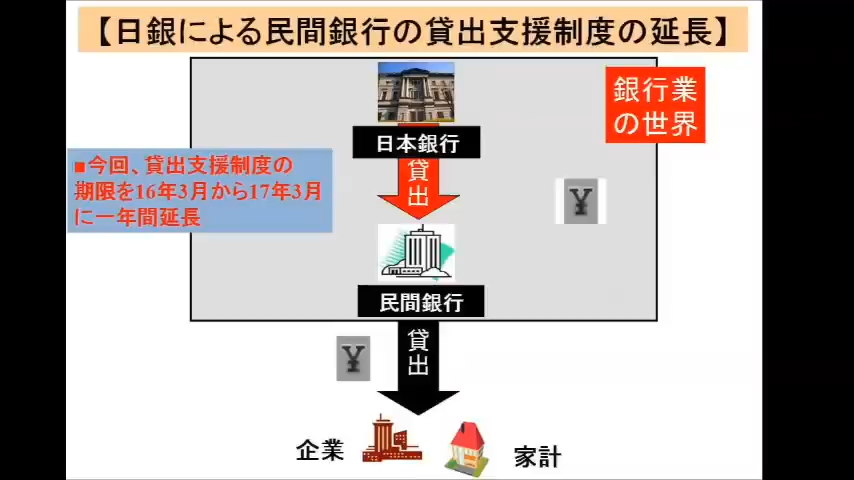 【日銀による民間銀行の貸出支援制度の延長】
銀行業
の世界
日本銀行
■今回、貸出支援制度の
期限を16年3月から17年3月
に一年間延長
貸
出
¥
民間銀行
貸
出
¥
企業
家計